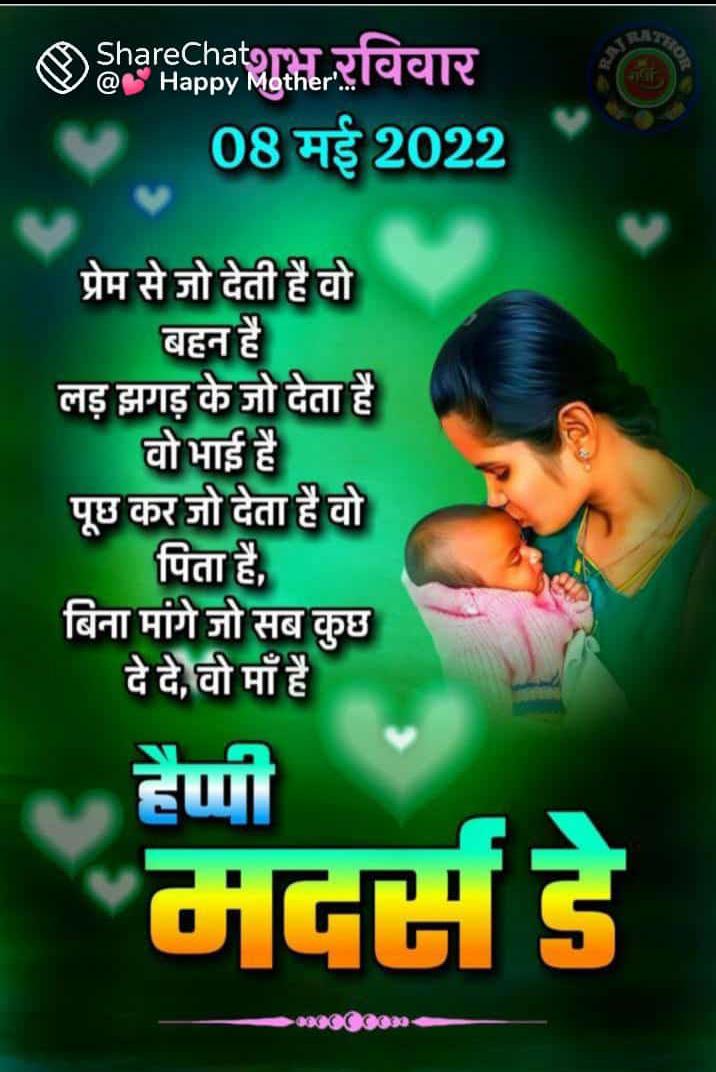 ShareChat
@💕 Happy Mother'...
शुभ रविवार
RAJ RATHOR
08 मई 2022
प्रेम से जो देती है वो
बहन है
लड़ झगड़ के जो देता है
वो भाई है
पूछ कर जो देता है वो
पिता है,
बिना मांगे जो सब कुछ
दे दे, वो माँ है
हैप्पी
मदर्स डे